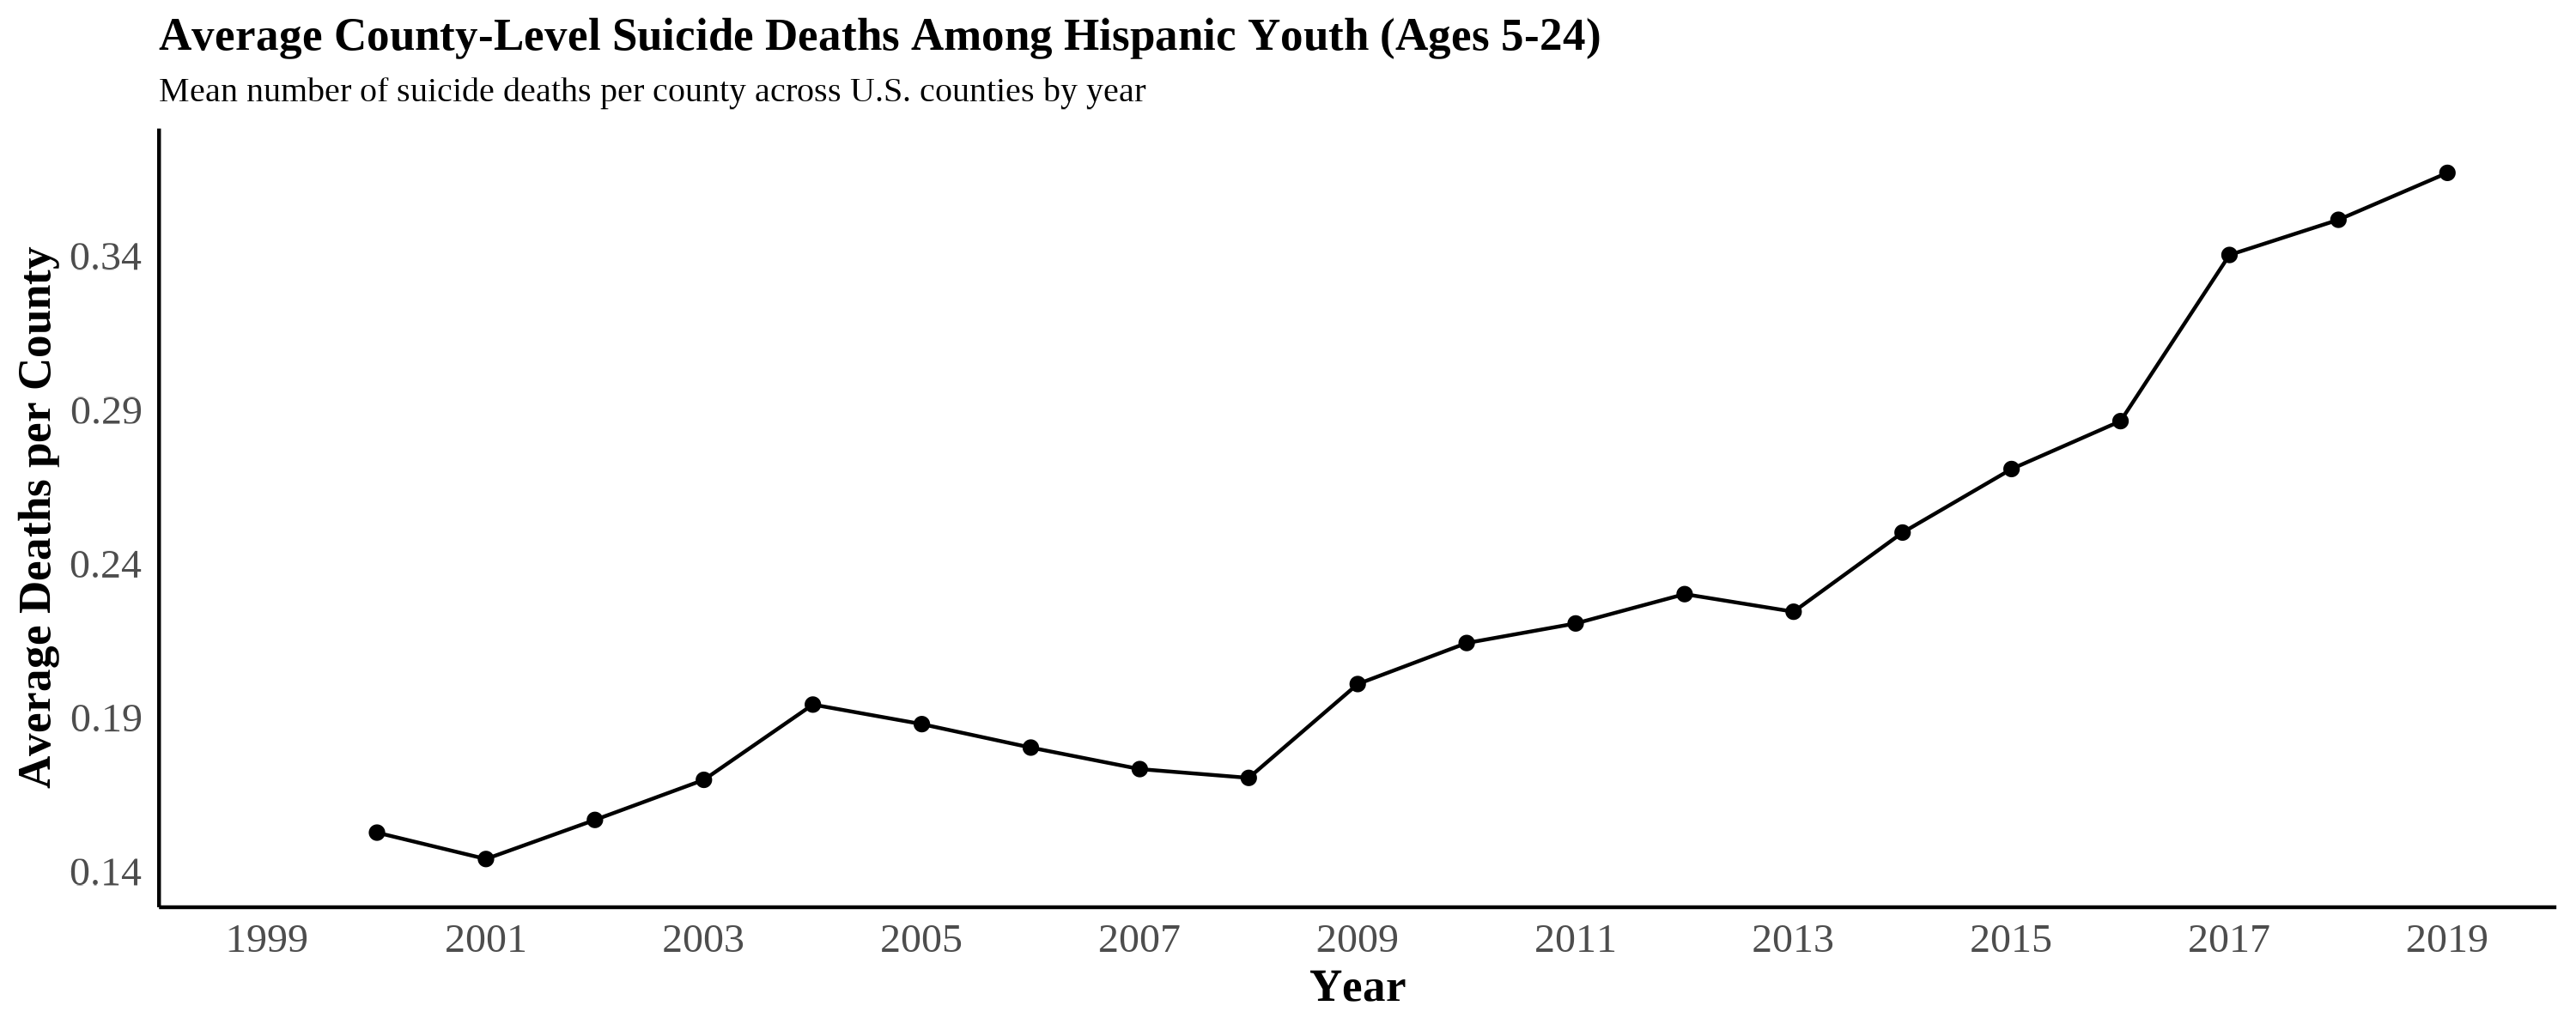 Average County-Level Suicide Deaths Among Hispanic Youth (Ages 5-24)
Mean number of suicide deaths per county across U.S. counties by year
Average Deaths per County
0.34
0.29
0.24
0.19
0.14
1999 2001 2003 2005 2007 2009 2011 2013 2015 2017 2019
Year